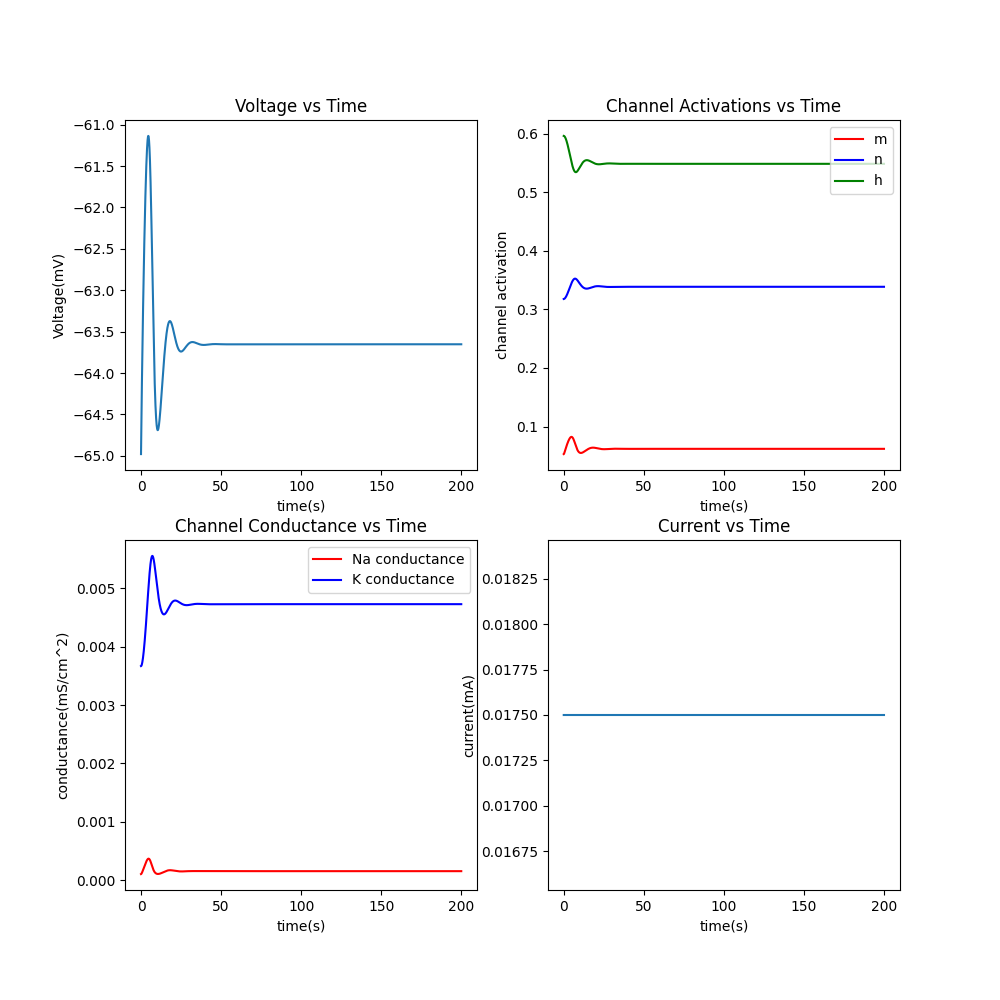 Voltage vs Time
−61.0
−61.5
−62.0
−62.5
−63.0
−63.5
−64.0
−64.5
−65.0
Voltage(mV)
0 50 100 150 200
time(s)
Channel Activations vs Time
0.6
0.5
0.4
0.3
0.2
0.1
channel activation
m
n
h
0 50 100 150 200
time(s)
Channel Conductance vs Time
0.005
0.004
0.003
0.002
0.001
0.000
conductance(mS/cm^2)
Na conductance
K conductance
0 50 100 150 200
time(s)
Current vs Time
0.01825
0.01800
0.01775
0.01750
0.01725
0.01700
0.01675
current(mA)
0 50 100 150 200
time(s)